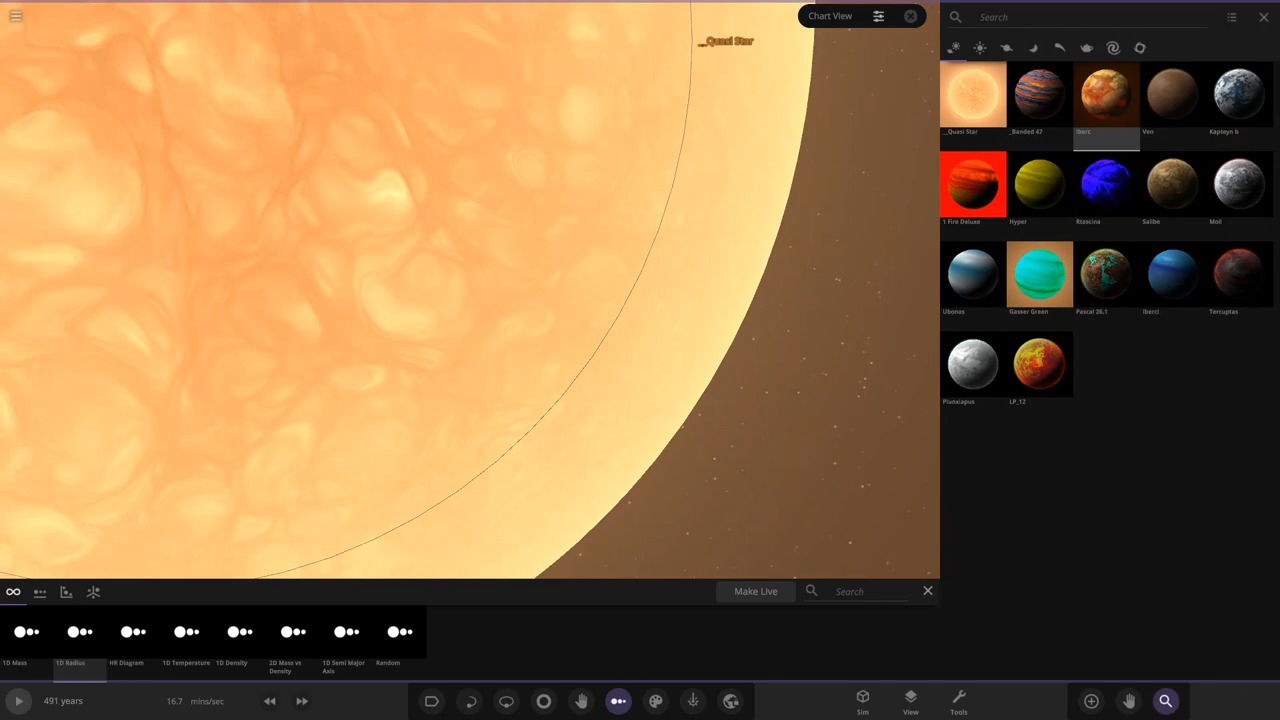 Chart View
Search
__Quasi Star
__Quasi Star
_Banded 47
Iberc
Ven
Kapteyn b
1 Fire Deluxe
Hyper
Riascina
Salibe
Moli
Ubonas
Gasser Green
Pascal 26.1
Iberci
Tercuptas
Piunxiapus
LP_12
Make Live
Search
1D Mass
1D Radius
HR Diagram
1D Temperature
1D Density
2D Mass vs
Density
1D Semi Major
Axis
Random
491 years
16.7 mins/sec
Sim
View
Tools